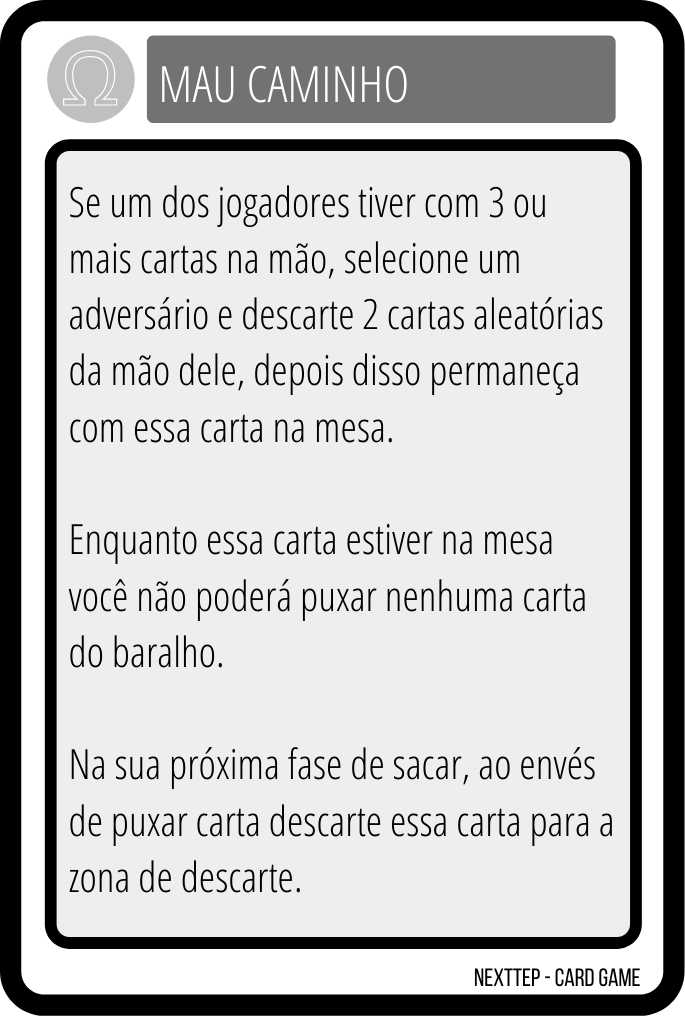 Ω MAU CAMINHO
Se um dos jogadores tiver com 3 ou
mais cartas na mão, selecione um
adversário e descarte 2 cartas aleatórias
da mão dele, depois disso permaneça
com essa carta na mesa.
Enquanto essa carta estiver na mesa
você não poderá puxar nenhuma carta
do baralho.
Na sua próxima fase de sacar, ao envés
de puxar carta descarte essa carta para a
zona de descarte.
NEXTTEP - CARD GAME